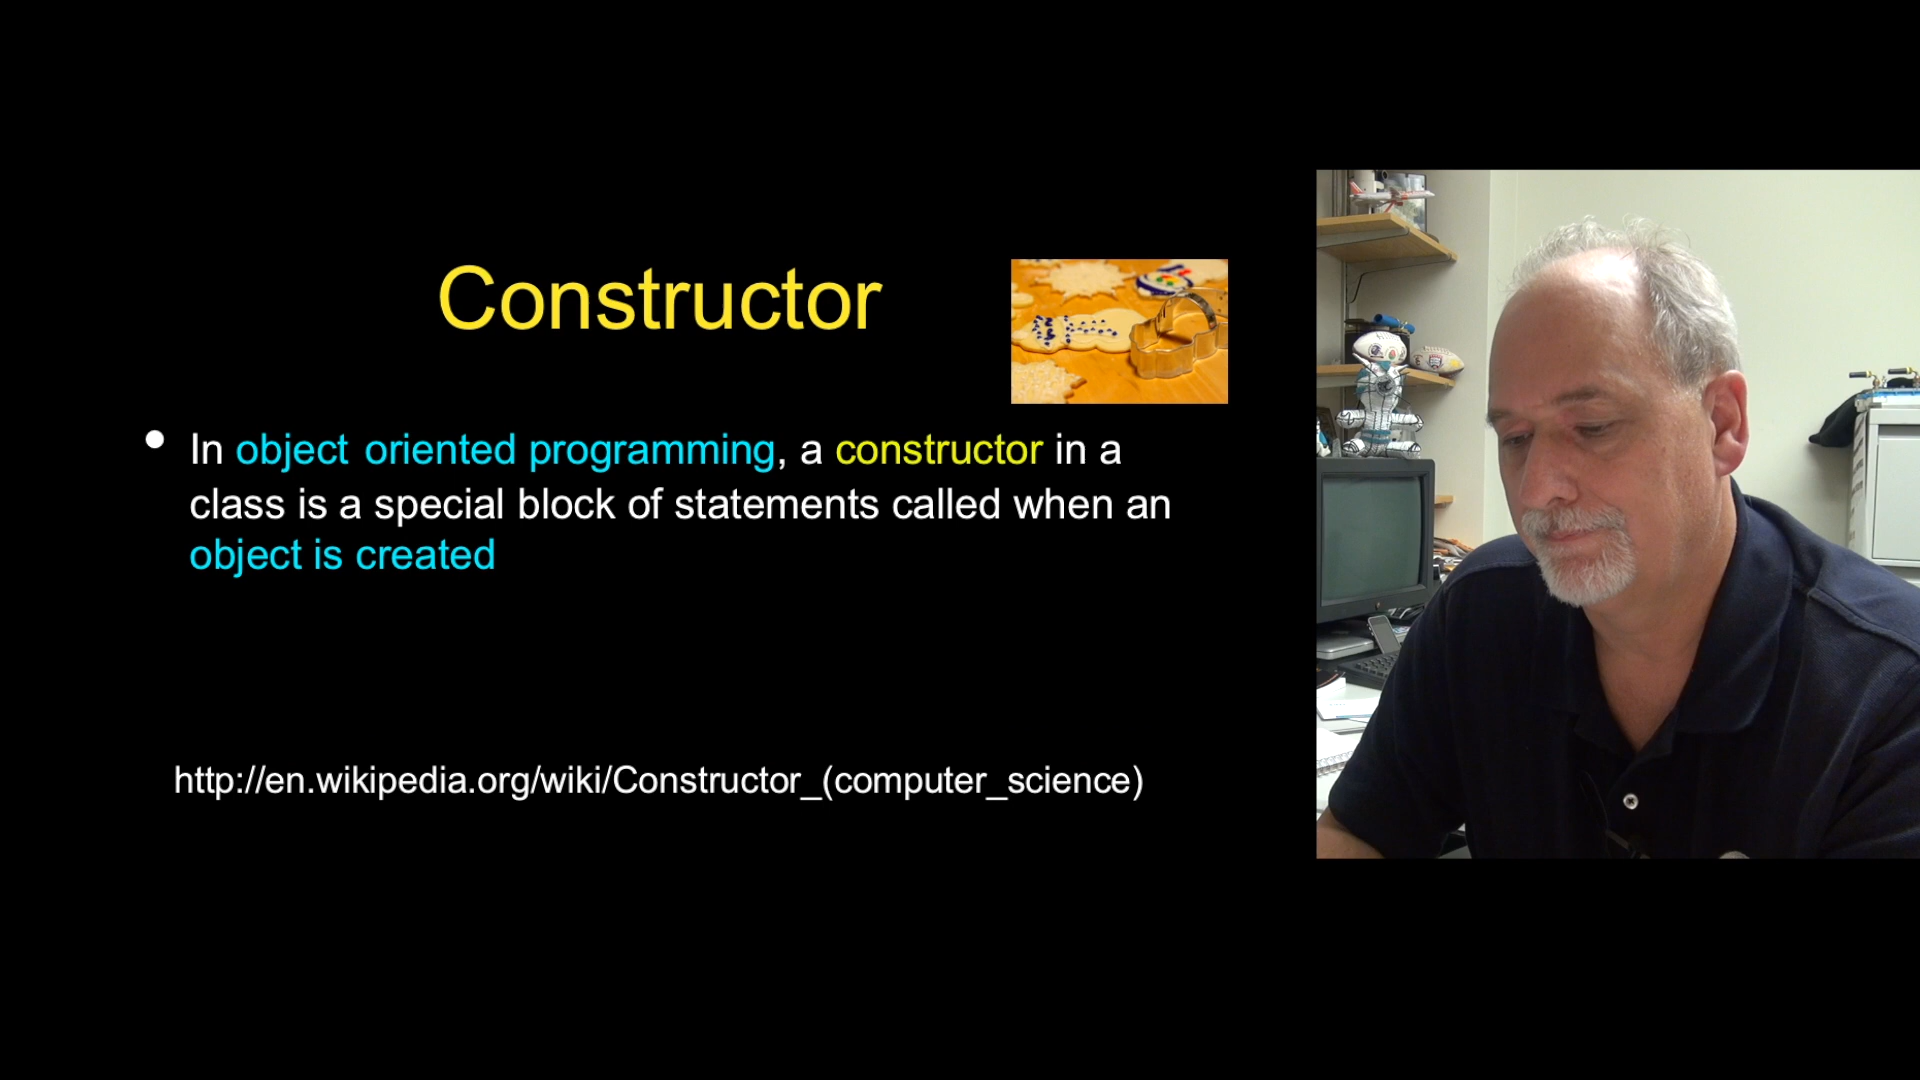 Constructor
In object oriented programming, a constructor in a
class is a special block of statements called when an
object is created
http://en.wikipedia.org/wiki/Constructor_(computer_science)